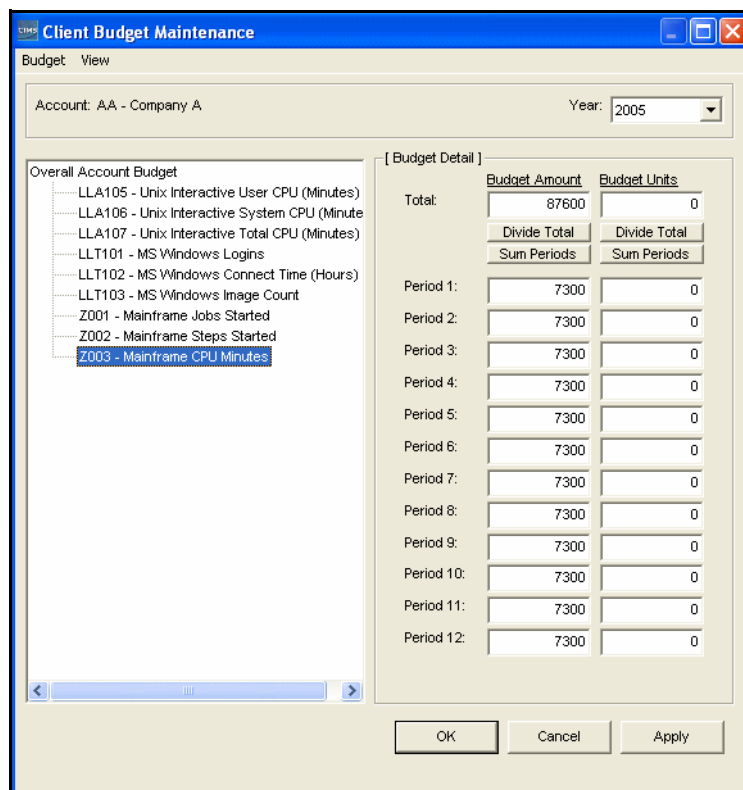 CIMS Client Budget Maintenance
Budget View
Account: AA - Company A Year: 2005
Overall Account Budget
LLA105 - Unix Interactive User CPU (Minutes)
LLA106 - Unix Interactive System CPU (Minute
LLA107 - Unix Interactive Total CPU (Minutes)
LLT101 - MS Windows Logins
LLT102 - MS Windows Connect Time (Hours)
LLT103 - MS Windows Image Count
Z001 - Mainframe Jobs Started
Z002 - Mainframe Steps Started
Z003 - Mainframe CPU Minutes
[ Budget Detail ]
Budget Amount Budget Units
Total: 87600 0
Divide Total Divide Total
Sum Periods Sum Periods
Period 1: 7300 0
Period 2: 7300 0
Period 3: 7300 0
Period 4: 7300 0
Period 5: 7300 0
Period 6: 7300 0
Period 7: 7300 0
Period 8: 7300 0
Period 9: 7300 0
Period 10: 7300 0
Period 11: 7300 0
Period 12: 7300 0
OK Cancel Apply